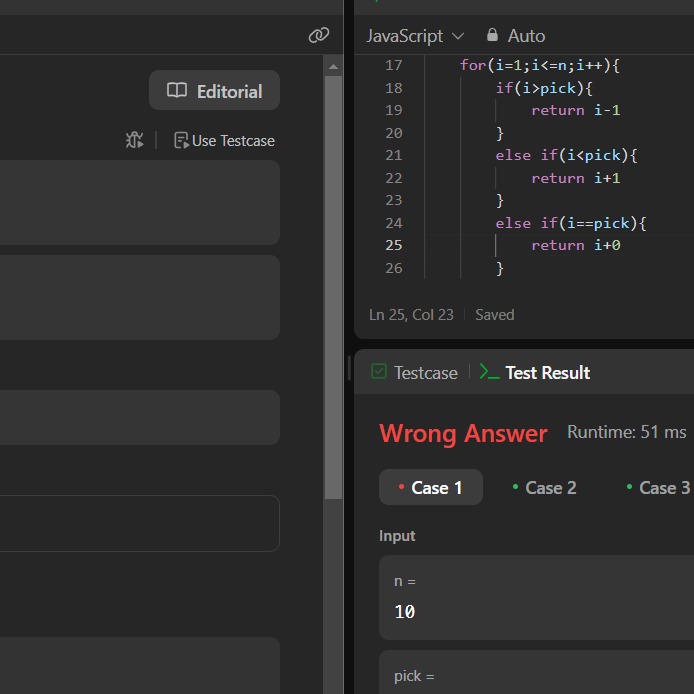 Editorial
Use Testcase
JavaScript
Auto
17 for(i=1;i<=n;i++){
18 if(i>pick){
19 return i-1
20 }
21 else if(i<pick){
22 return i+1
23 }
24 else if(i==pick){
25 return i+0
26 }
Ln 25, Col 23
Saved
Testcase
Test Result
Wrong Answer
Runtime: 51 ms
Case 1
Case 2
Case 3
Input
n =
10
pick =